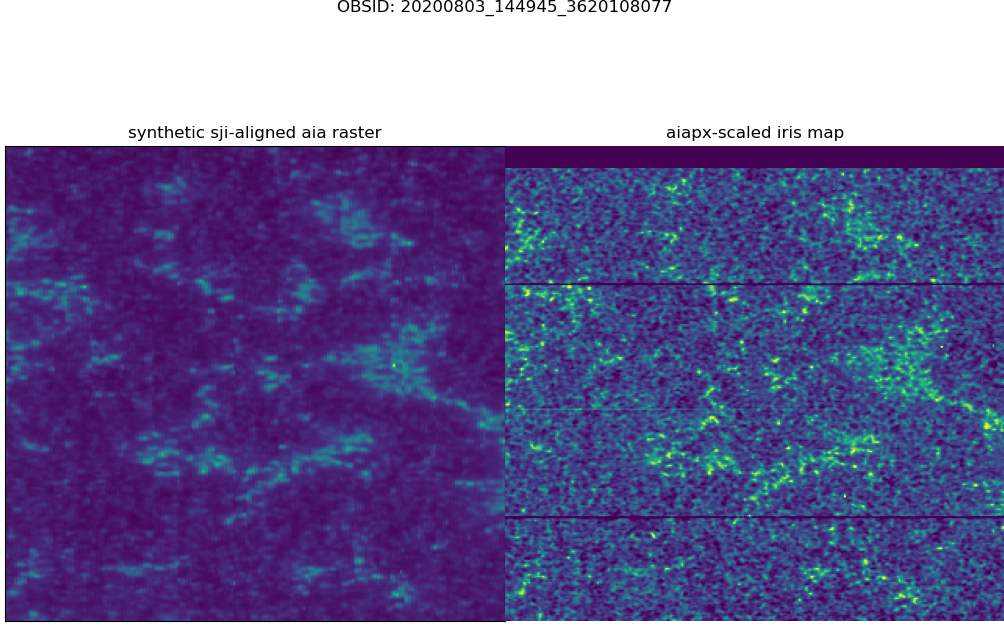 OBSID: 20200803_144945_3620108077
synthetic sji-aligned aia raster
aiapx-scaled iris map